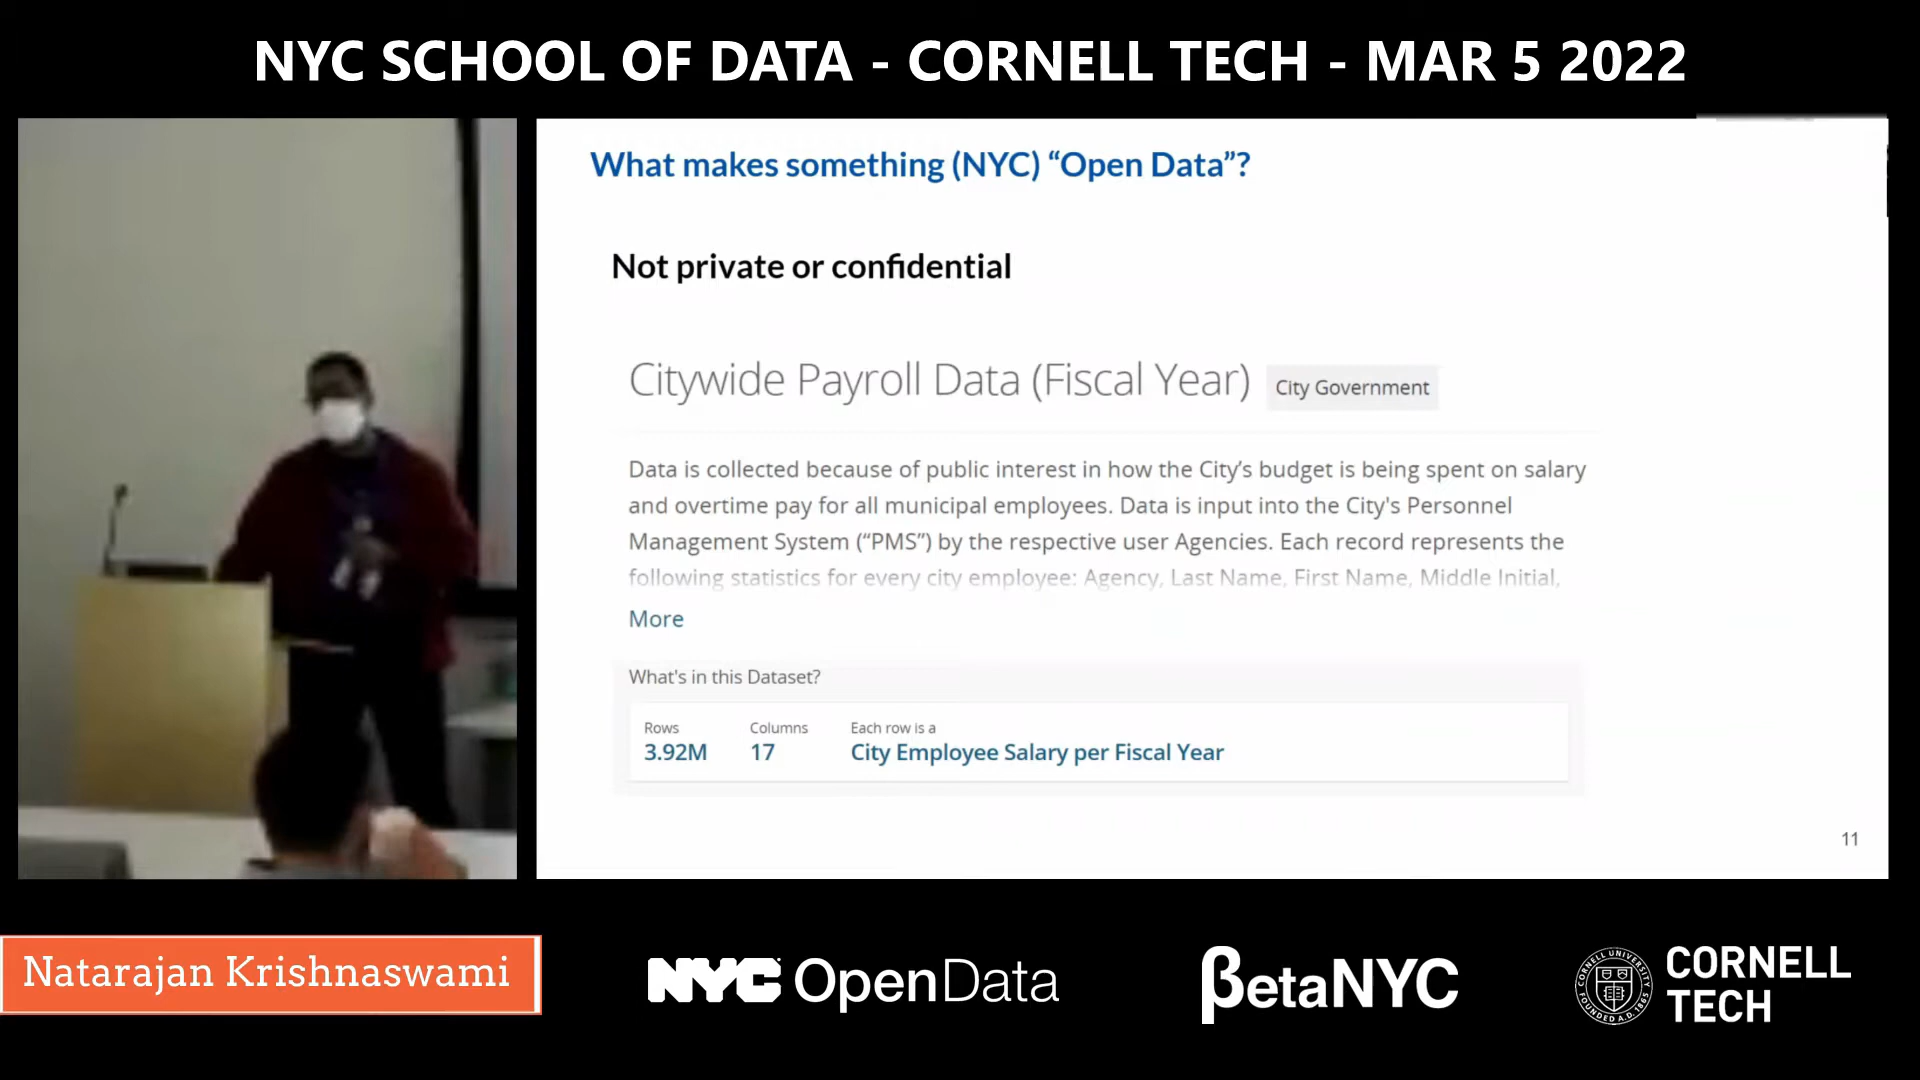 NYC SCHOOL OF DATA - CORNELL TECH - MAR 5 2022
What makes something (NYC) “Open Data”?
Not private or confidential
Citywide Payroll Data (Fiscal Year) City Government
Data is collected because of public interest in how the City’s budget is being spent on salary
and overtime pay for all municipal employees. Data is input into the City's Personnel
Management System (“PMS”) by the respective user Agencies. Each record represents the
following statistics for every city employee: Agency, Last Name, First Name, Middle Initial,
More
What's in this Dataset?
Rows Columns Each row is a
3.92M 17 City Employee Salary per Fiscal Year
11
Natarajan Krishnaswami
NYC OpenData
βetaNYC
CORNELL UNIVERSITY
FOUNDED A.D. 1865
CORNELL
TECH